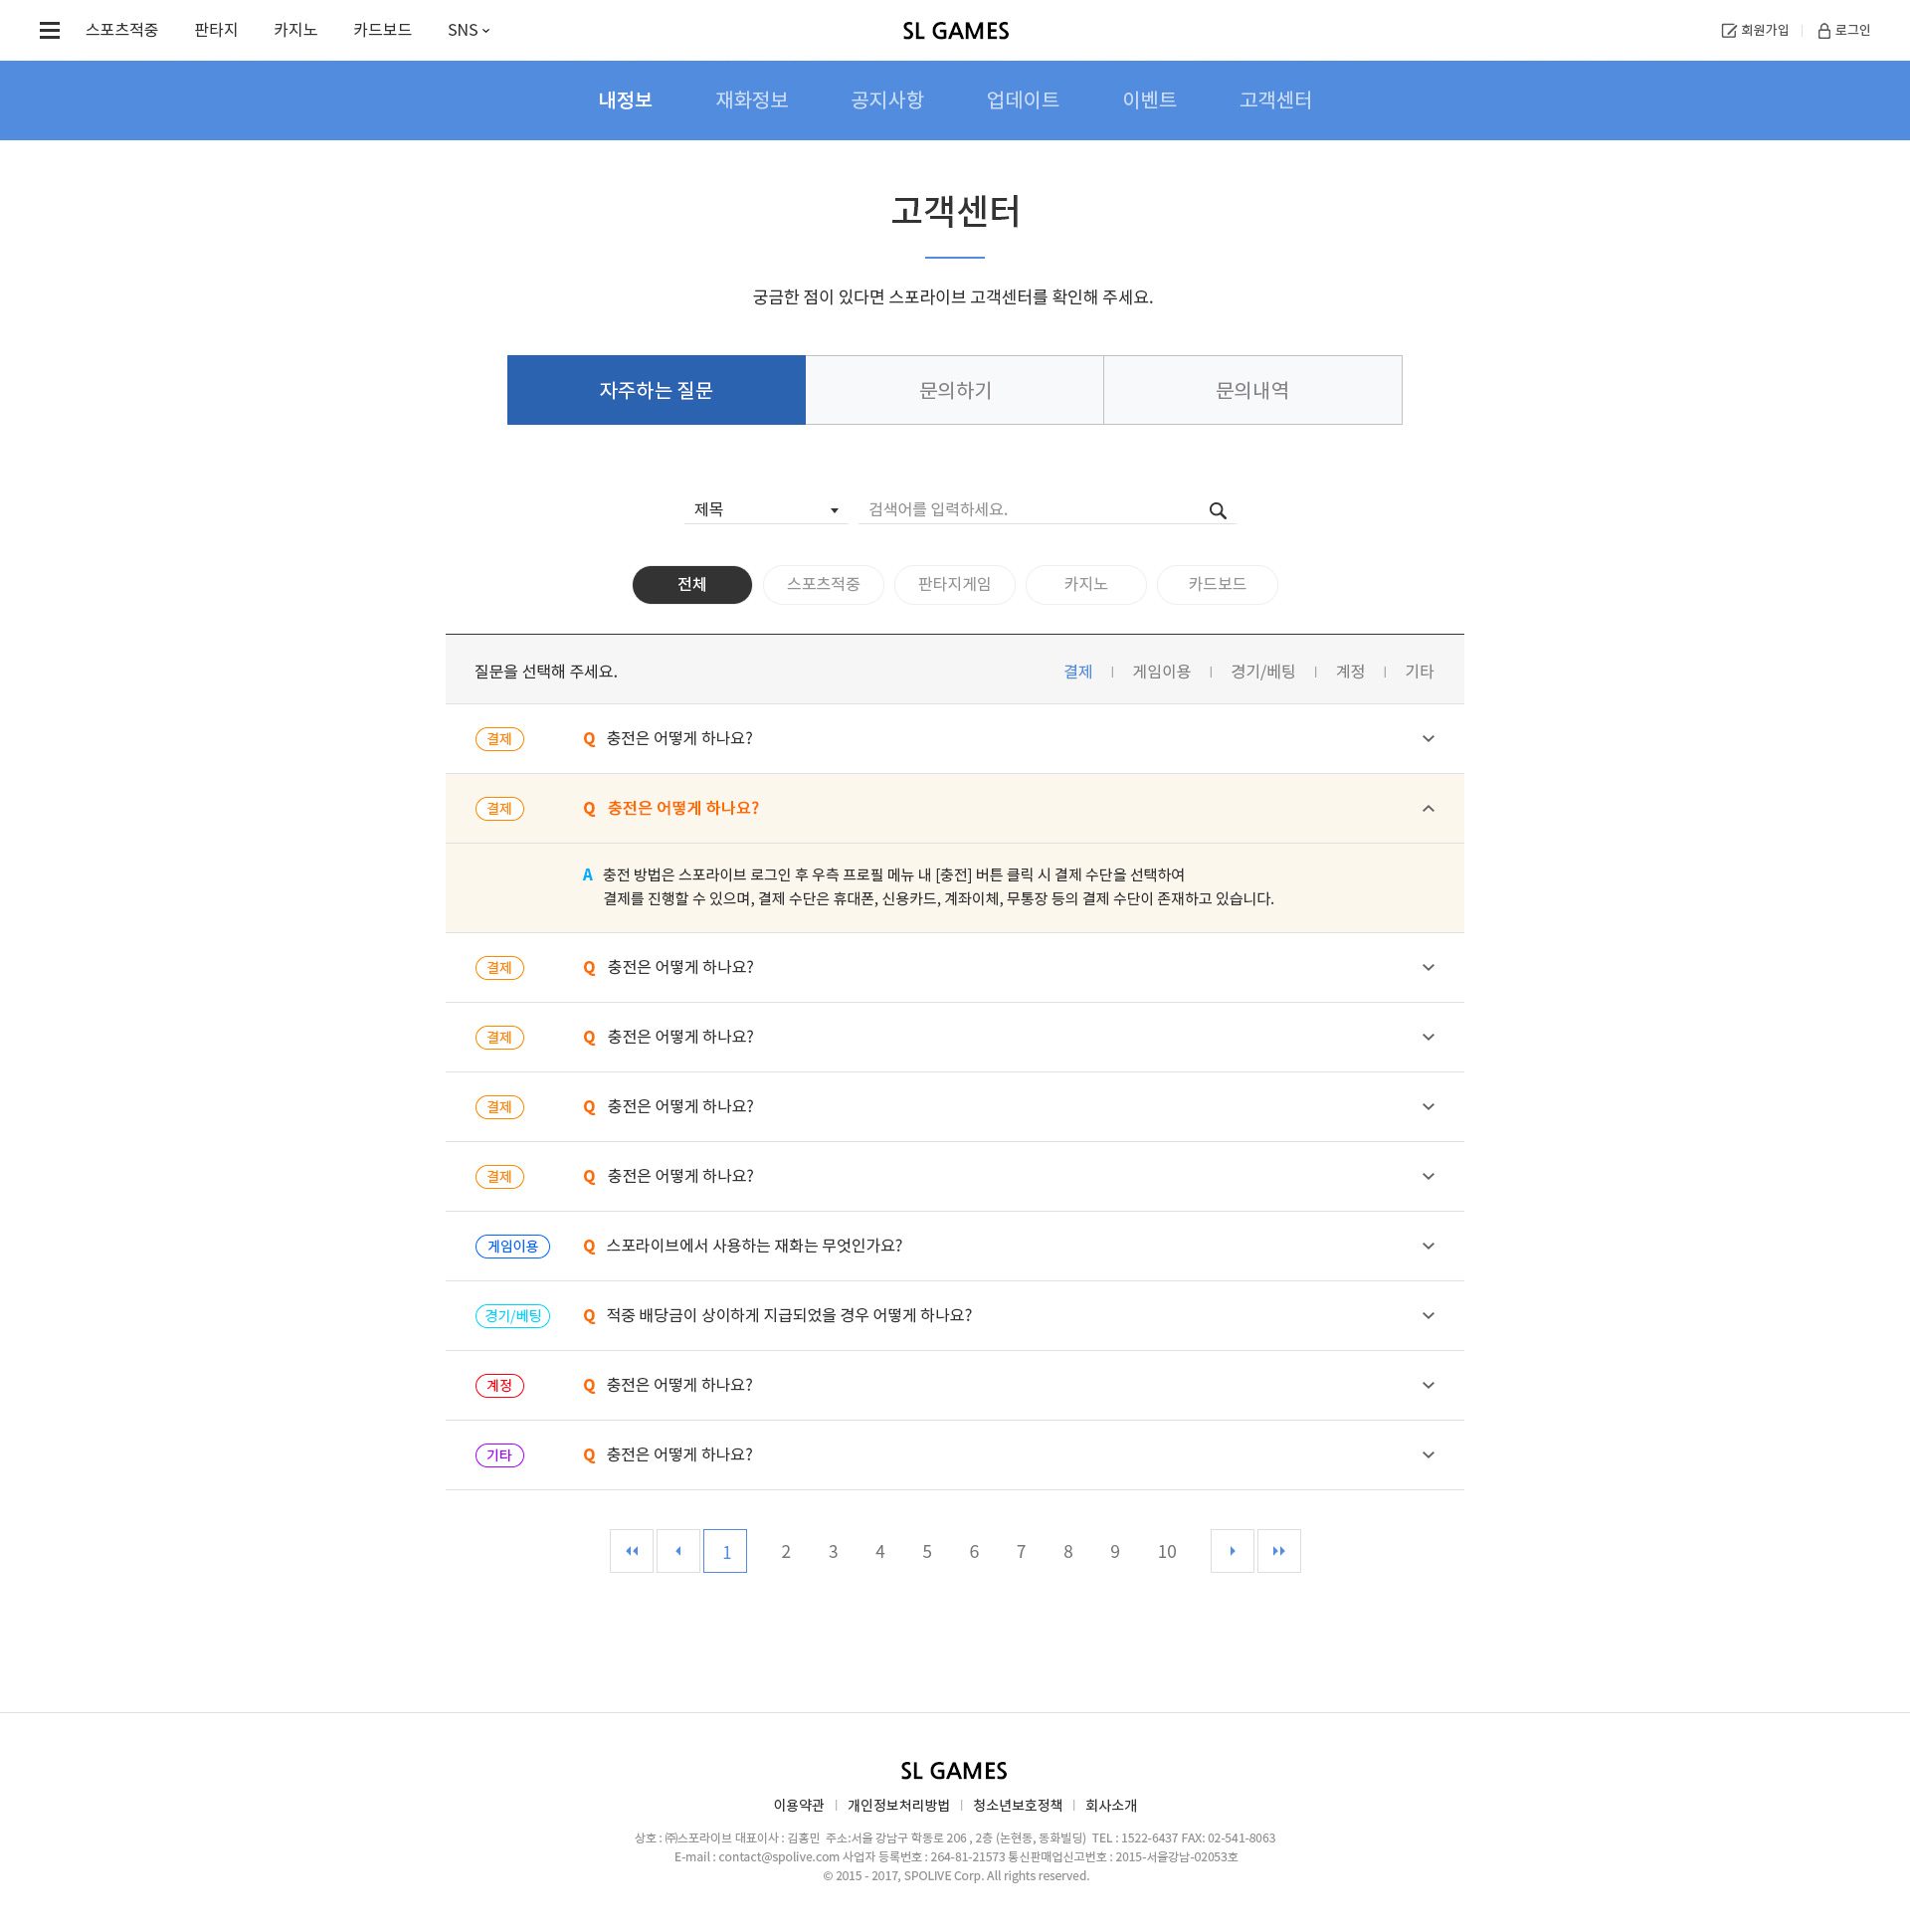 스포츠적중 판타지 카지노 카드보드 SNS SL GAMES 회원가입 로그인
내정보 재화정보 공지사항 업데이트 이벤트 고객센터
고객센터
궁금한 점이 있다면 스포라이브 고객센터를 확인해 주세요.
자주하는 질문 문의하기 문의내역
제목 검색어를 입력하세요.
전체 스포츠적중 판타지게임 카지노 카드보드
질문을 선택해 주세요. 결제 게임이용 경기/베팅 계정 기타
결제 Q 충전은 어떻게 하나요?
결제 Q 충전은 어떻게 하나요?
A 충전 방법은 스포라이브 로그인 후 우측 프로필 메뉴 내 [충전] 버튼 클릭 시 결제 수단을 선택하여
결제를 진행할 수 있으며, 결제 수단은 휴대폰, 신용카드, 계좌이체, 무통장 등의 결제 수단이 존재하고 있습니다.
결제 Q 충전은 어떻게 하나요?
결제 Q 충전은 어떻게 하나요?
결제 Q 충전은 어떻게 하나요?
결제 Q 충전은 어떻게 하나요?
게임이용 Q 스포라이브에서 사용하는 재화는 무엇인가요?
경기/베팅 Q 적중 배당금이 상이하게 지급되었을 경우 어떻게 하나요?
계정 Q 충전은 어떻게 하나요?
기타 Q 충전은 어떻게 하나요?
1 2 3 4 5 6 7 8 9 10
SL GAMES
이용약관 개인정보처리방법 청소년보호정책 회사소개
상호 : ㈜스포라이브 대표이사 : 김홍민 주소:서울 강남구 학동로 206 , 2층 (논현동, 동화빌딩) TEL : 1522-6437 FAX: 02-541-8063
E-mail : contact@spolive.com 사업자 등록번호 : 264-81-21573 통신판매업신고번호 : 2015-서울강남-02053호
© 2015 - 2017, SPOLIVE Corp. All rights reserved.